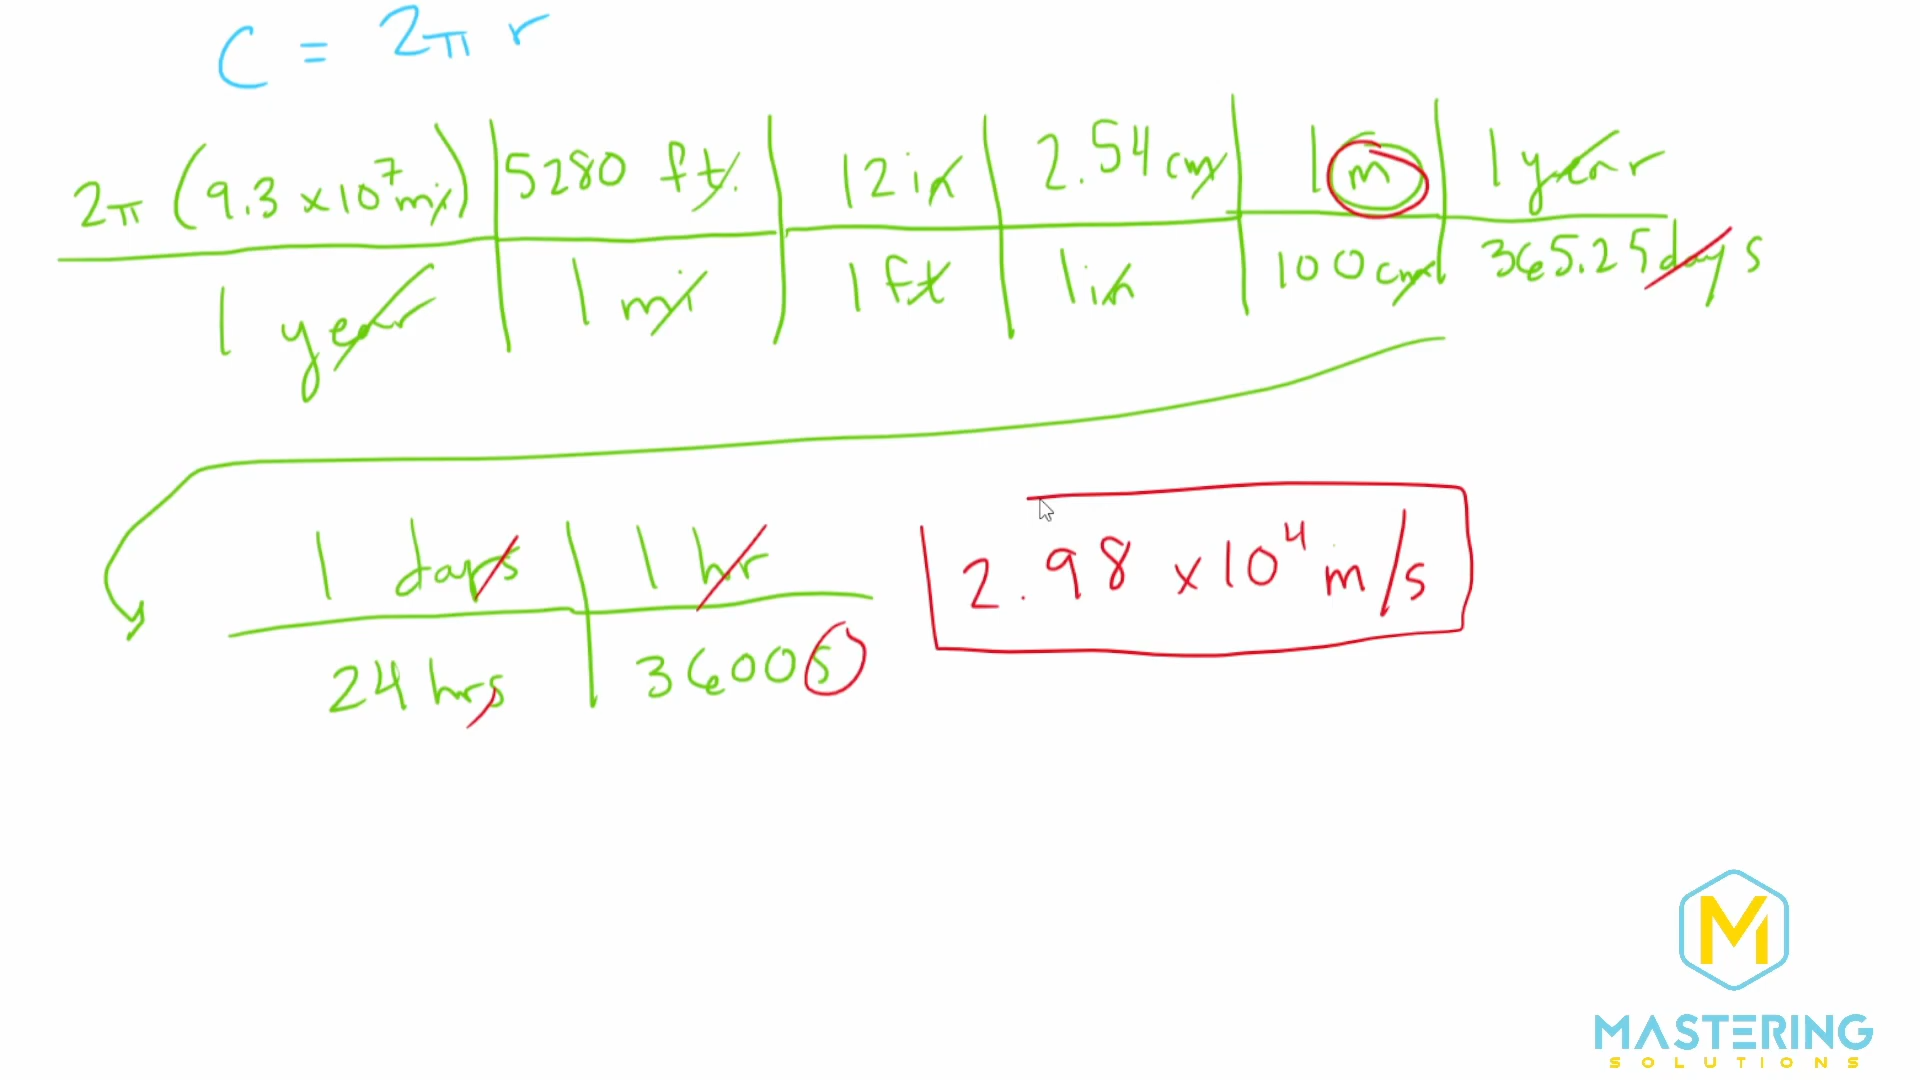 C = 2π r
2π (9.3 x10⁷ mi) | 5280 ft. | 12 in | 2.54 cm | 1 m | 1 year
1 year | 1 mi | 1 ft | 1 in | 100 cm | 365.25 days
1 days | 1 hr
24 hrs | 3600 s
2.98 x10⁴ m/s
M
MASTERING
SOLUTIONS